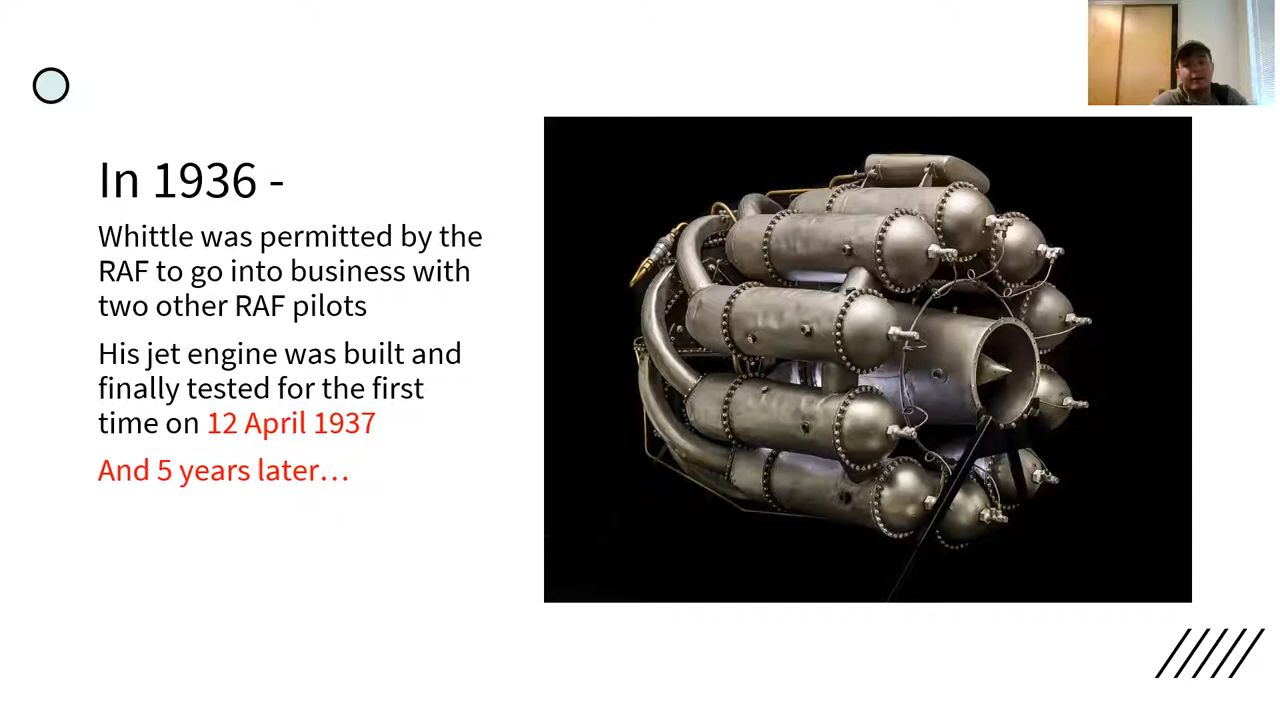 In 1936 -
Whittle was permitted by the
RAF to go into business with
two other RAF pilots
His jet engine was built and
finally tested for the first
time on 12 April 1937
And 5 years later…